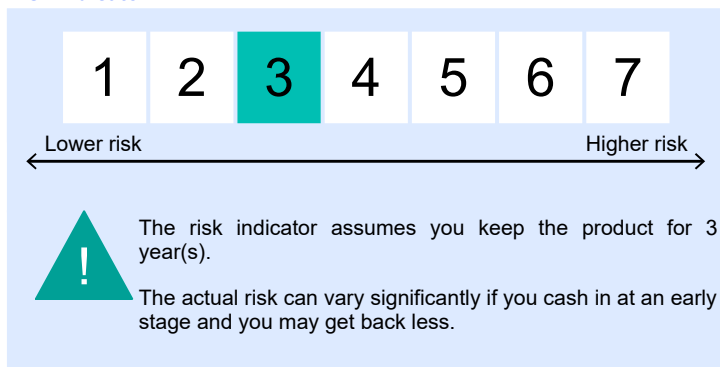 1 2 3 4 5 6 7
Lower risk Higher risk
! The risk indicator assumes you keep the product for 3
year(s).
The actual risk can vary significantly if you cash in at an early
stage and you may get back less.